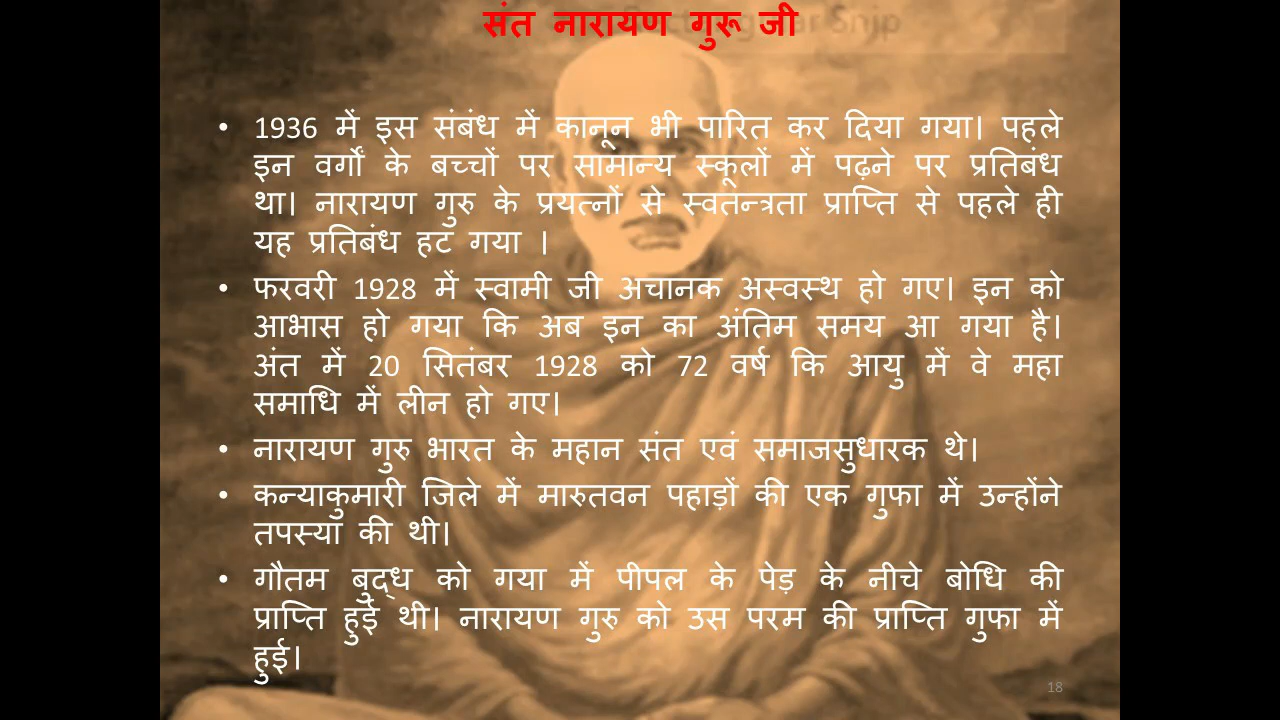 संत नारायण गुरू जी
• 1936 में इस संबंध में कानून भी पारित कर दिया गया। पहले
इन वर्गों के बच्चों पर सामान्य स्कूलों में पढ़ने पर प्रतिबंध
था। नारायण गुरु के प्रयत्नों से स्वतन्त्रता प्राप्ति से पहले ही
यह प्रतिबंध हट गया ।
• फरवरी 1928 में स्वामी जी अचानक अस्वस्थ हो गए। इन को
आभास हो गया कि अब इन का अंतिम समय आ गया है।
अंत में 20 सितंबर 1928 को 72 वर्ष कि आयु में वे महा
समाधि में लीन हो गए।
• नारायण गुरु भारत के महान संत एवं समाजसुधारक थे।
• कन्याकुमारी जिले में मारुतवन पहाड़ों की एक गुफा में उन्होंने
तपस्या की थी।
• गौतम बुद्ध को गया में पीपल के पेड़ के नीचे बोधि की
प्राप्ति हुई थी। नारायण गुरु को उस परम की प्राप्ति गुफा में
हुई।
18